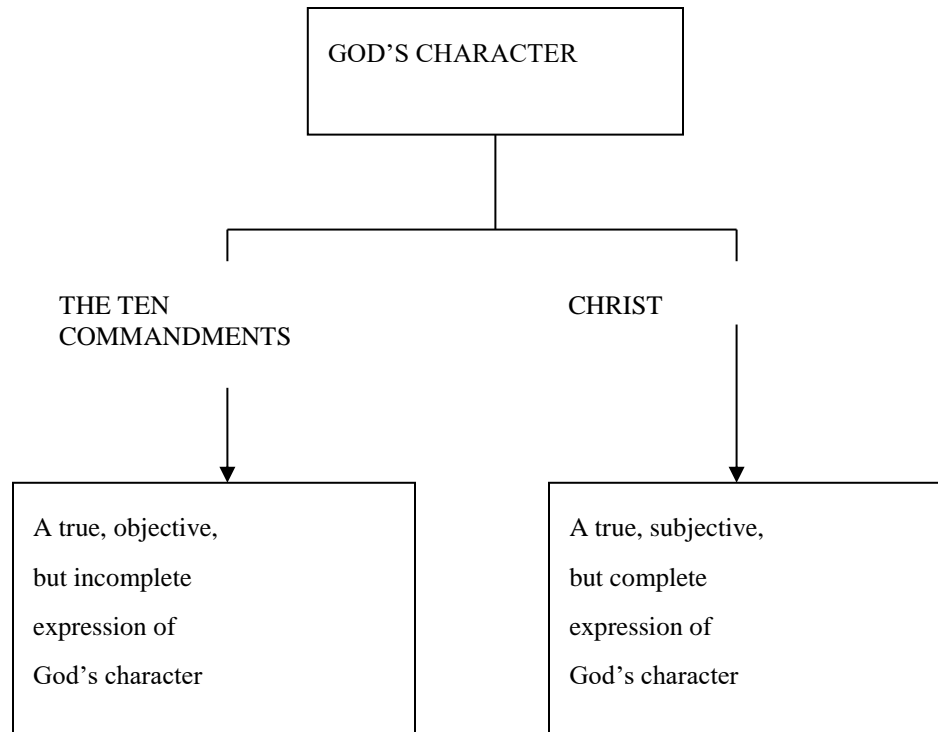 GOD’S CHARACTER
THE TEN
COMMANDMENTS
CHRIST
A true, objective,
but incomplete
expression of
God’s character
A true, subjective,
but complete
expression of
God’s character